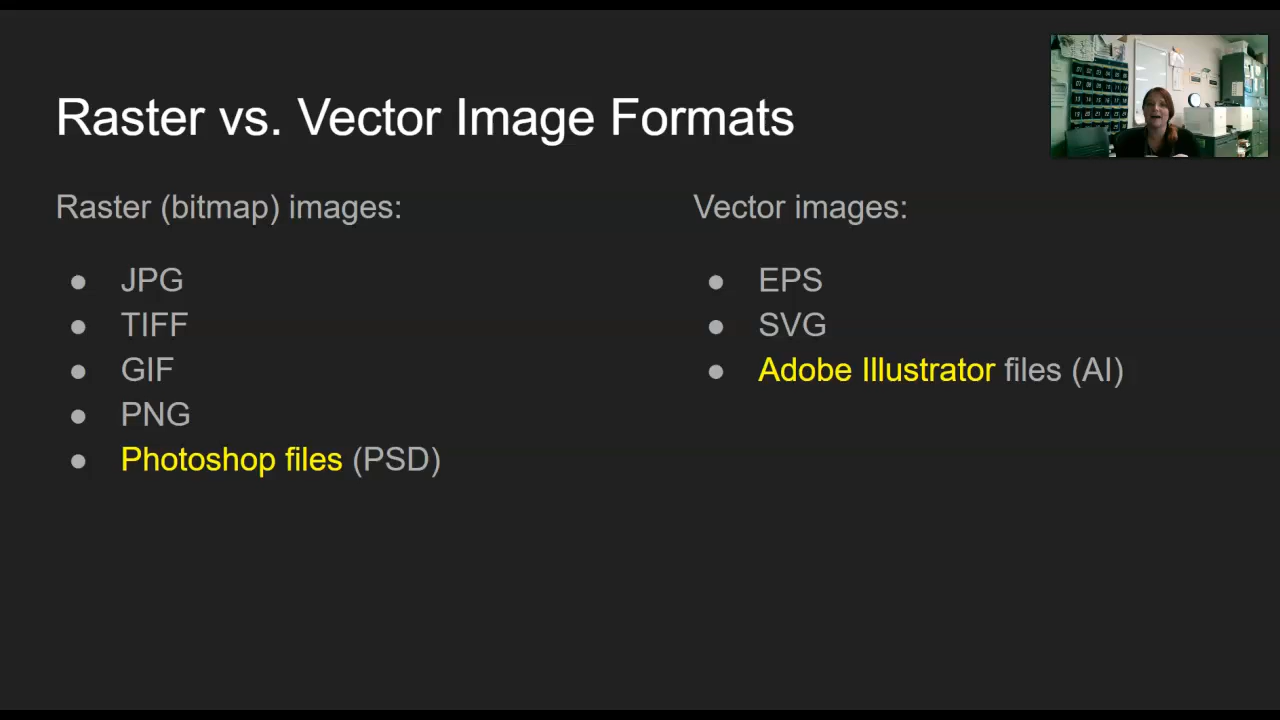 Raster vs. Vector Image Formats
Raster (bitmap) images:
● JPG
● TIFF
● GIF
● PNG
● Photoshop files (PSD)
Vector images:
● EPS
● SVG
● Adobe Illustrator files (AI)